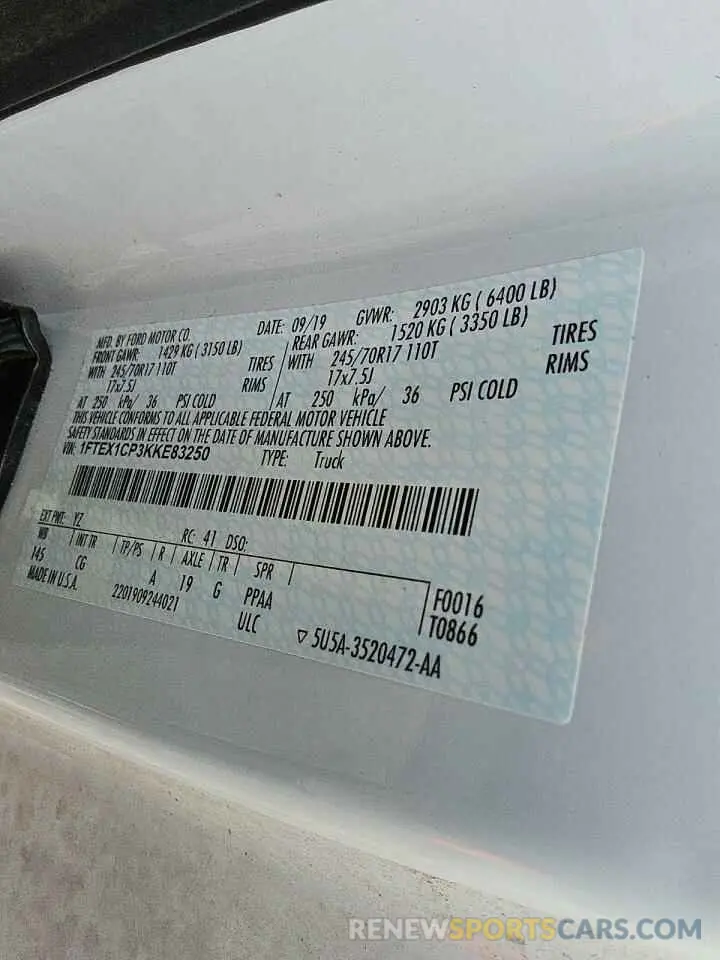 MFD. BY FORD MOTOR CO.
DATE: 09/19 GVWR: 2903 KG ( 6400 LB)
FRONT GAWR: 1429 KG ( 3150 LB) REAR GAWR: 1520 KG ( 3350 LB)
WITH 245/70R17 110T TIRES WITH 245/70R17 110T TIRES
17x7.5J RIMS 17x7.5J RIMS
AT 250 kPa/ 36 PSI COLD AT 250 kPa/ 36 PSI COLD
THIS VEHICLE CONFORMS TO ALL APPLICABLE FEDERAL MOTOR VEHICLE
SAFETY STANDARDS IN EFFECT ON THE DATE OF MANUFACTURE SHOWN ABOVE.
VIN: 1FTEX1CP3KKE83250 TYPE: Truck
EXT PNT: YZ RC: 41 DSO:
WB INT TR TP/PS R AXLE TR SPR
145 CG A 19 G PPAA
F0016
T0866
MADE IN U.S.A. 2201909244021 ULC
▽ 5U5A-3520472-AA
RENEWSPORTSCARS.COM